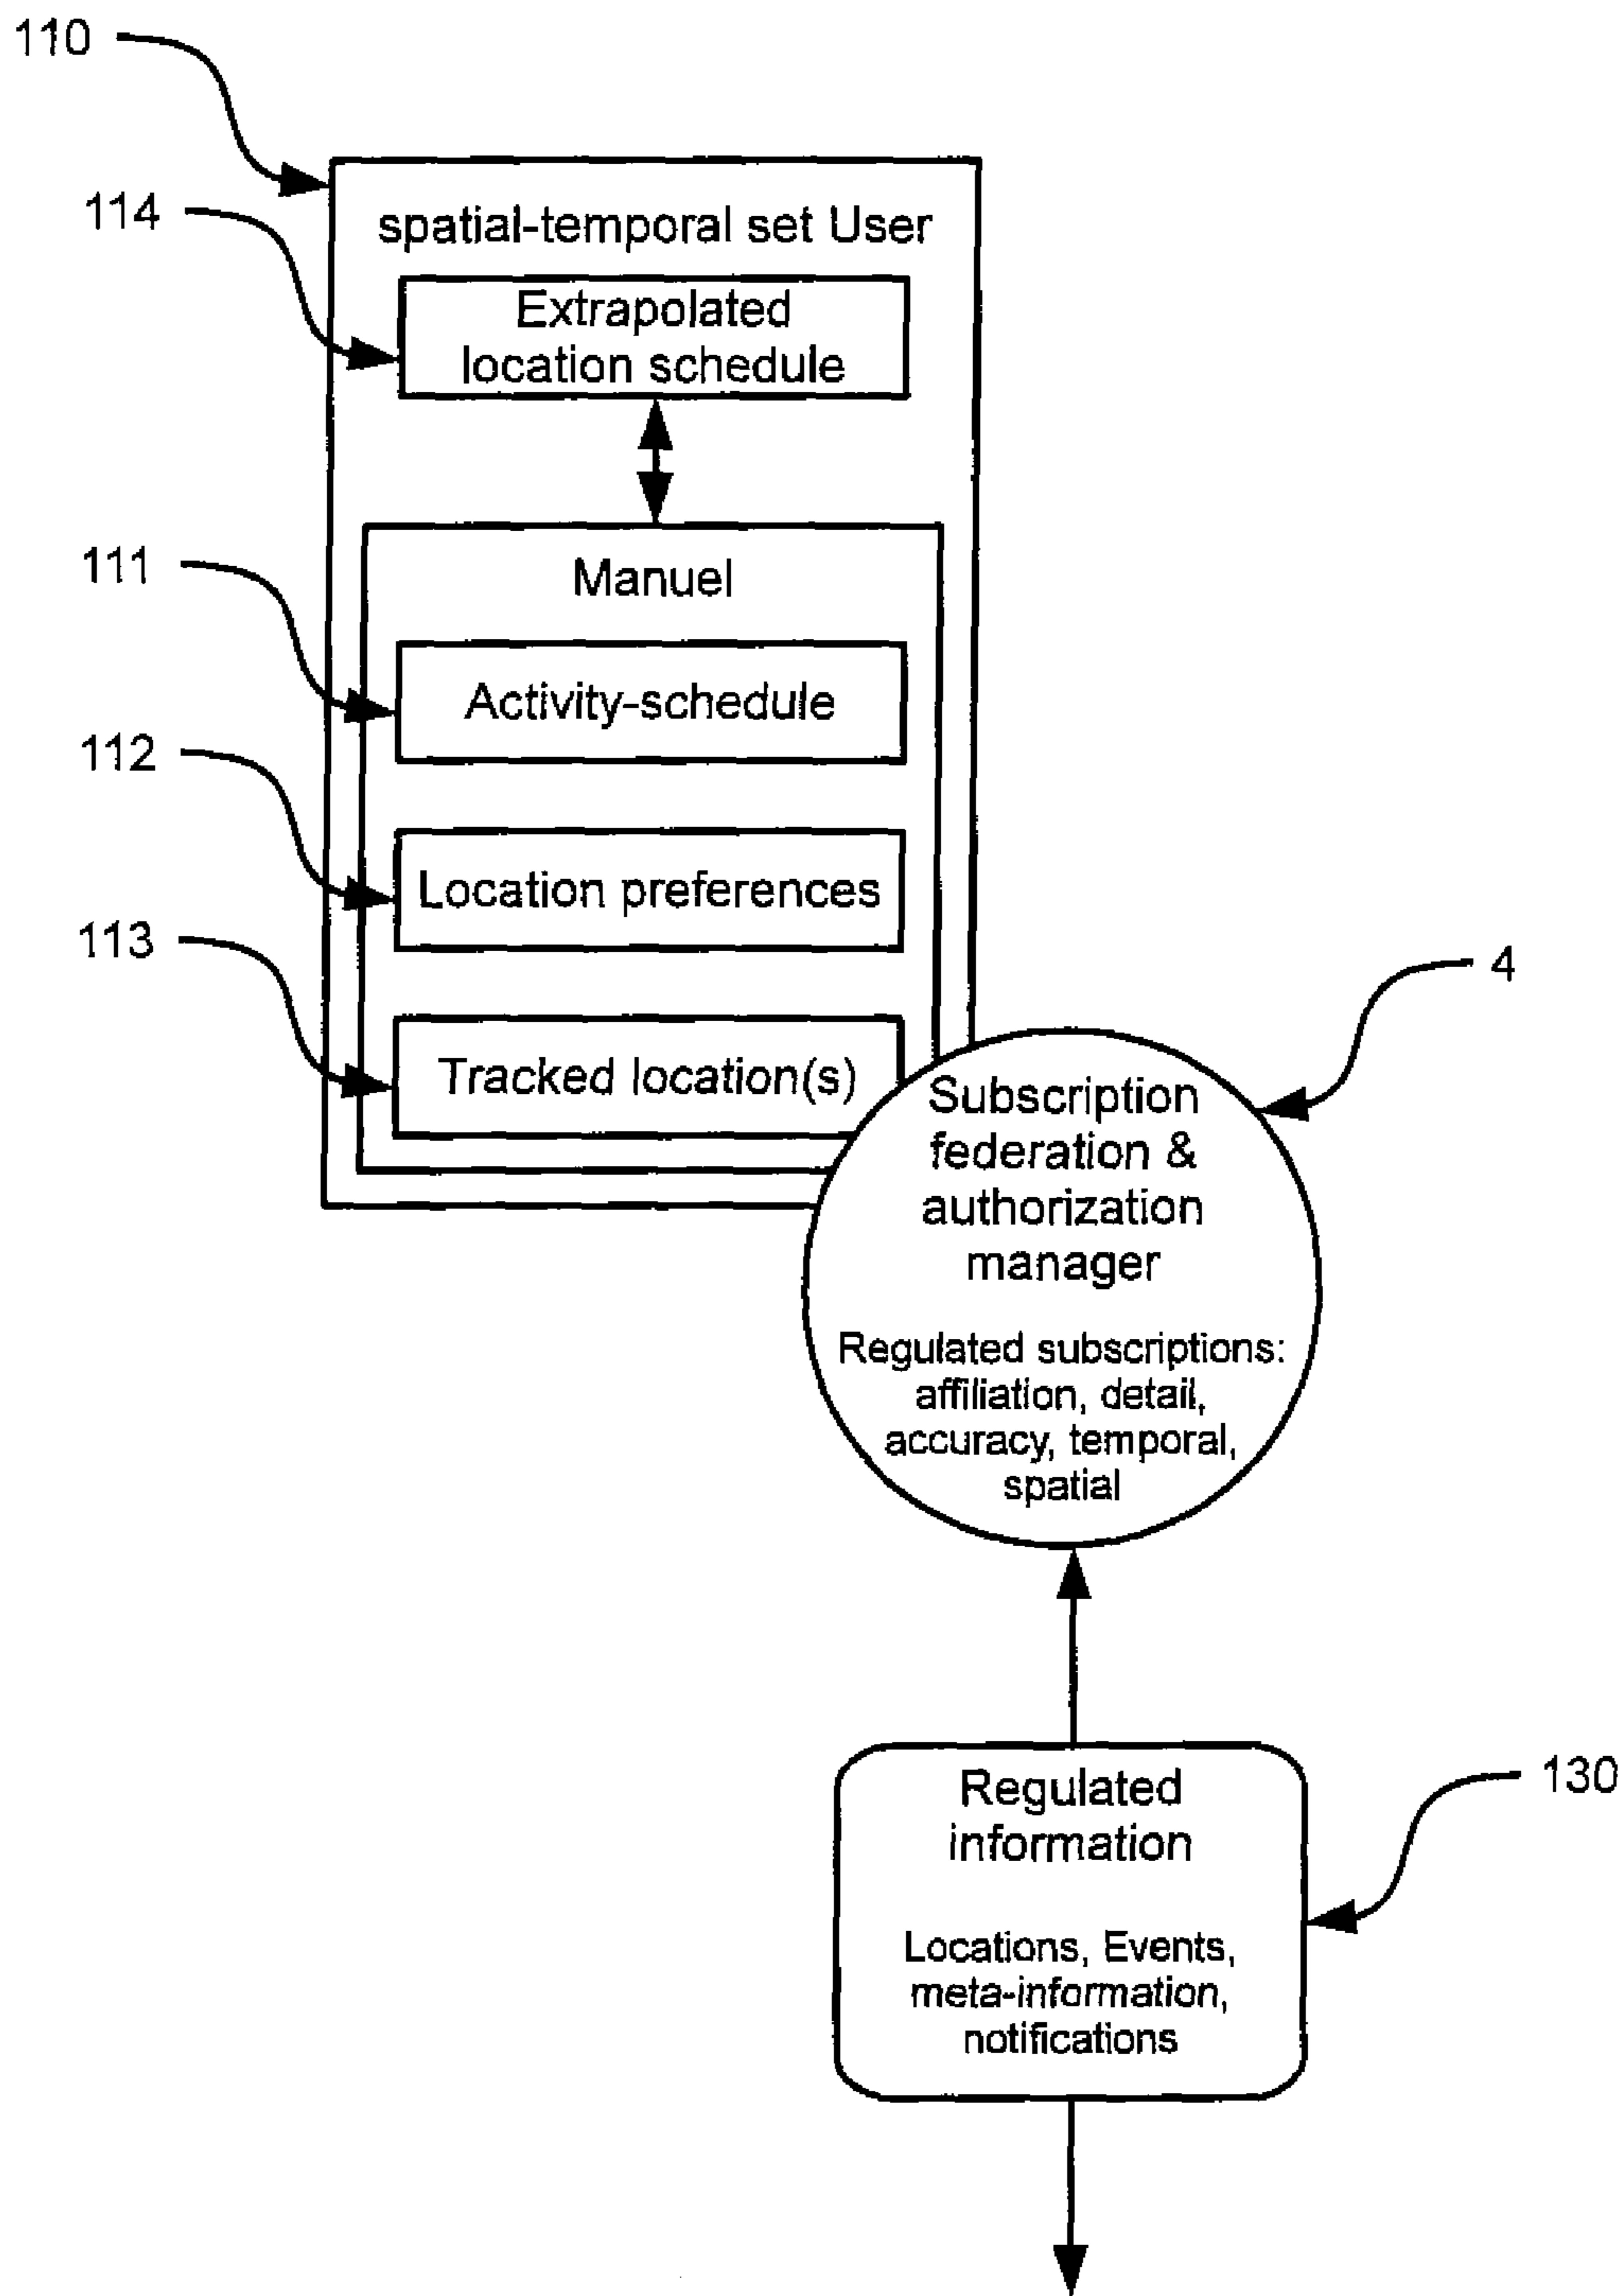 110
114
spatial-temporal set User
Extrapolated
location schedule
111
Manuel
Activity-schedule
112
Location preferences
113
Tracked location(s)
4
Subscription
federation &
authorization
manager
Regulated subscriptions:
affiliation, detail,
accuracy, temporal,
spatial
130
Regulated
information
Locations, Events,
meta-information,
notifications